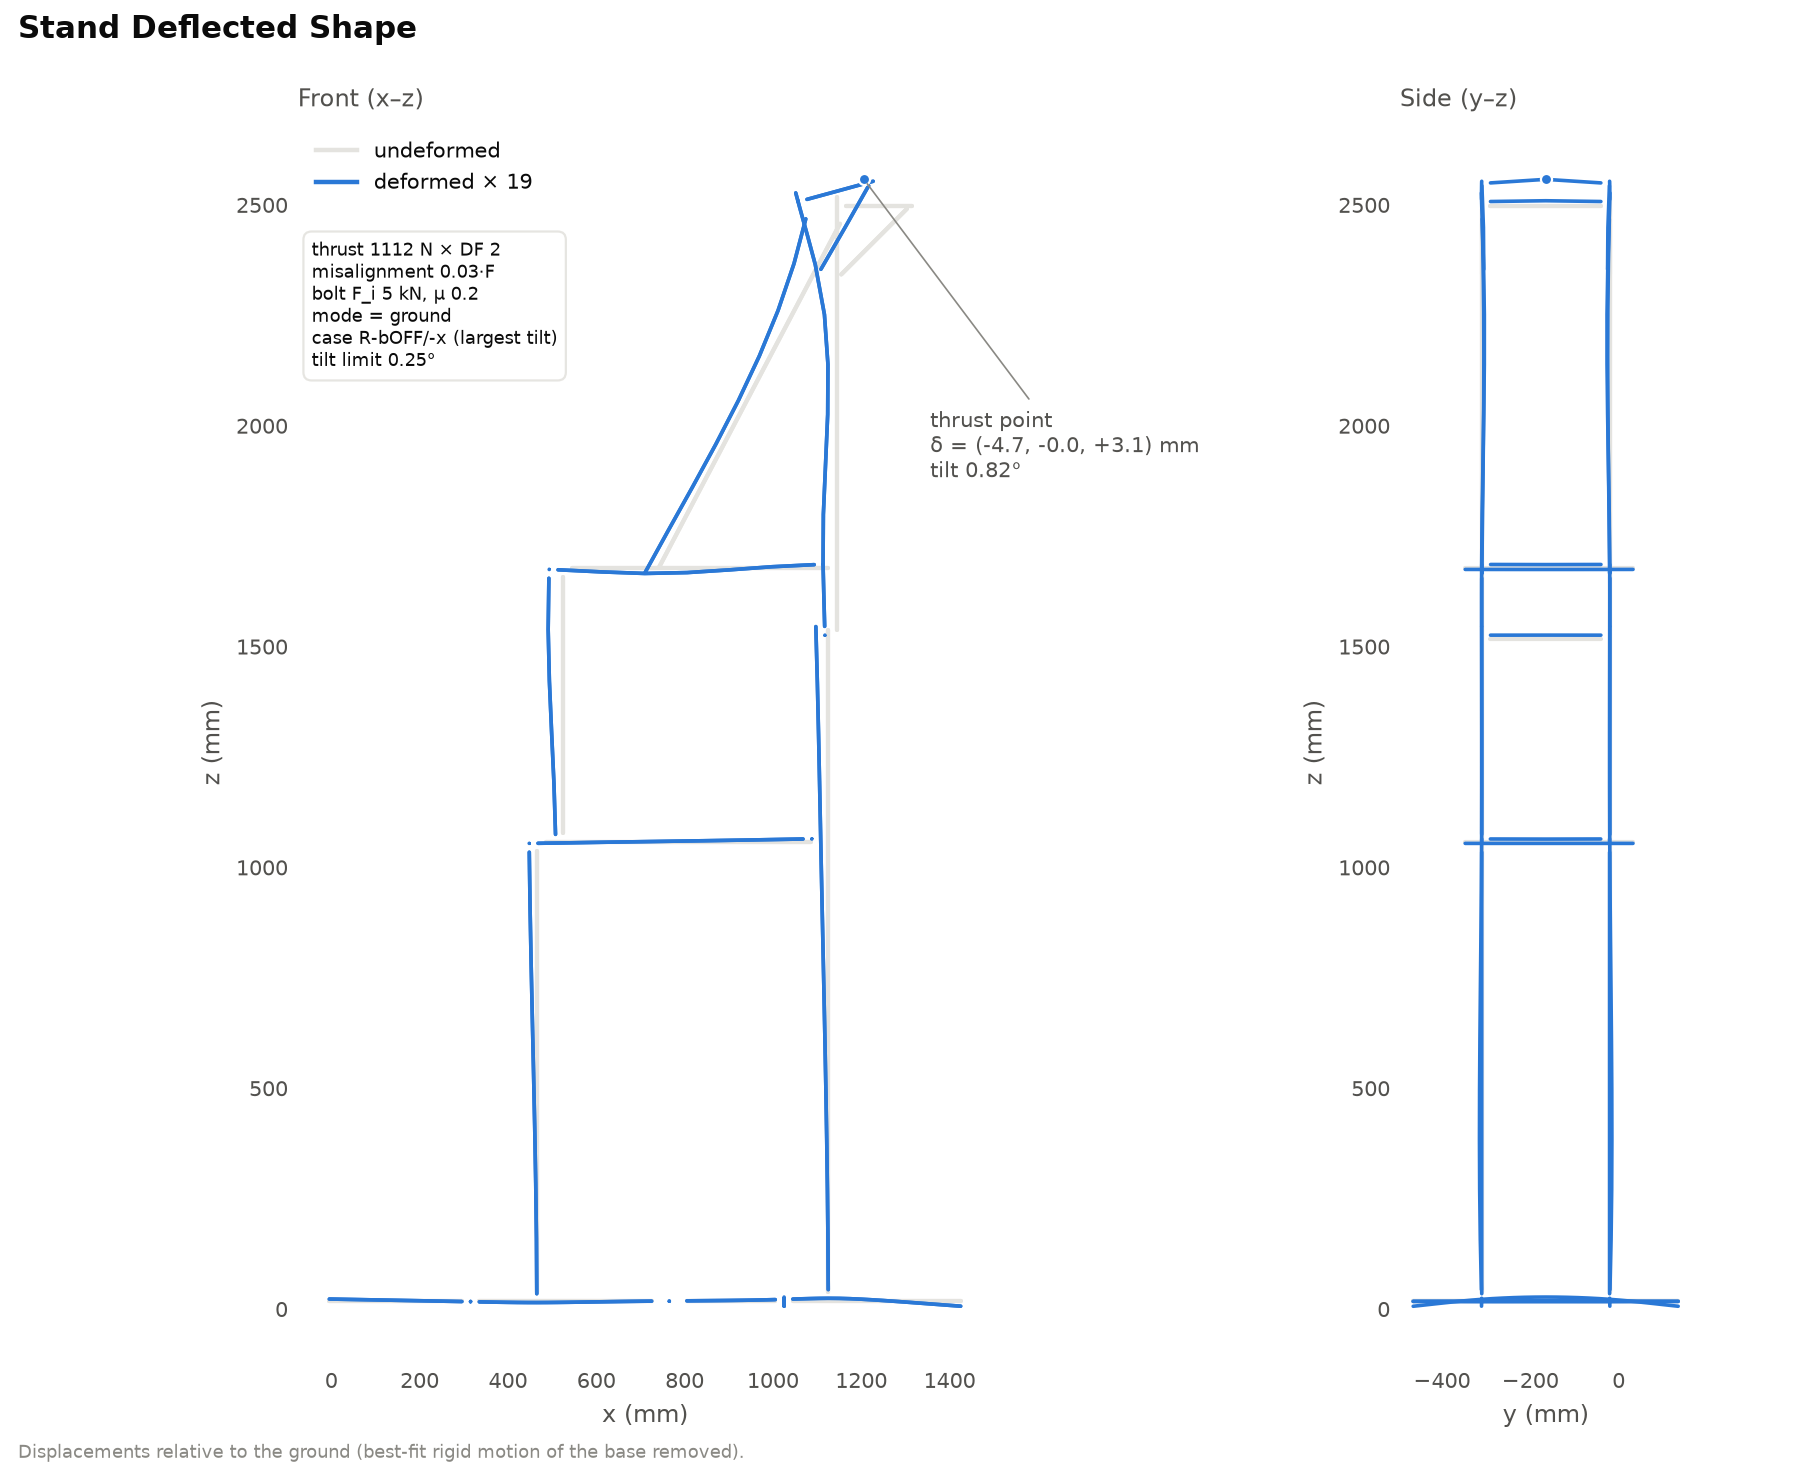 Stand Deflected Shape
Front (x–z)
undeformed
deformed × 19
thrust 1112 N × DF 2
misalignment 0.03·F
bolt F_i 5 kN, μ 0.2
mode = ground
case R-bOFF/-x (largest tilt)
tilt limit 0.25°
thrust point
δ = (-4.7, -0.0, +3.1) mm
tilt 0.82°
2500
2000
1500
1000
500
0
z (mm)
0 200 400 600 800 1000 1200 1400
x (mm)
Side (y–z)
2500
2000
1500
1000
500
0
z (mm)
−400 −200 0
y (mm)
Displacements relative to the ground (best-fit rigid motion of the base removed).